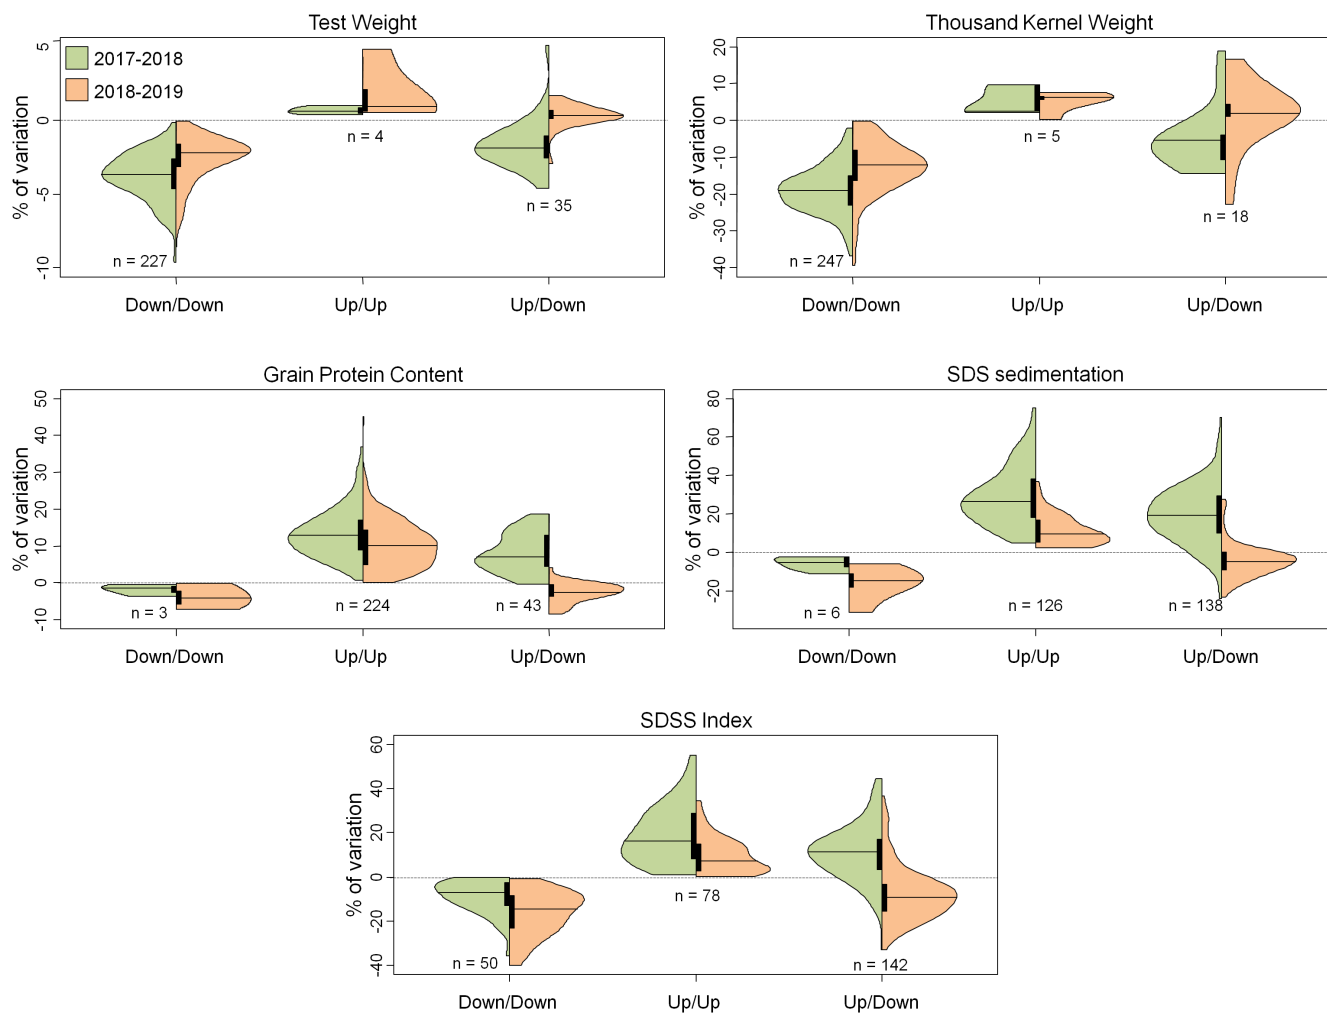 Test Weight
% of variation
5
0
-5
-10
2017-2018
2018-2019
n = 227
n = 4
n = 35
Down/Down
Up/Up
Up/Down
Thousand Kernel Weight
% of variation
20
10
0
-10
-20
-30
-40
n = 247
n = 5
n = 18
Down/Down
Up/Up
Up/Down
Grain Protein Content
% of variation
50
40
30
20
10
0
-10
n = 3
n = 224
n = 43
Down/Down
Up/Up
Up/Down
SDS sedimentation
% of variation
80
60
40
20
0
-20
n = 6
n = 126
n = 138
Down/Down
Up/Up
Up/Down
SDSS Index
% of variation
60
40
20
0
-20
-40
n = 50
n = 78
n = 142
Down/Down
Up/Up
Up/Down